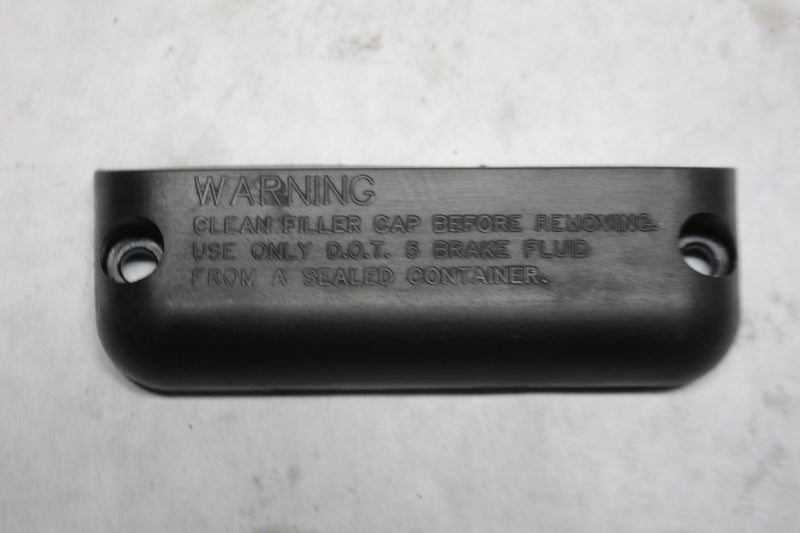 WARNING
CLEAN FILLER CAP BEFORE REMOVING.
USE ONLY D.O.T. 5 BRAKE FLUID
FROM A SEALED CONTAINER.